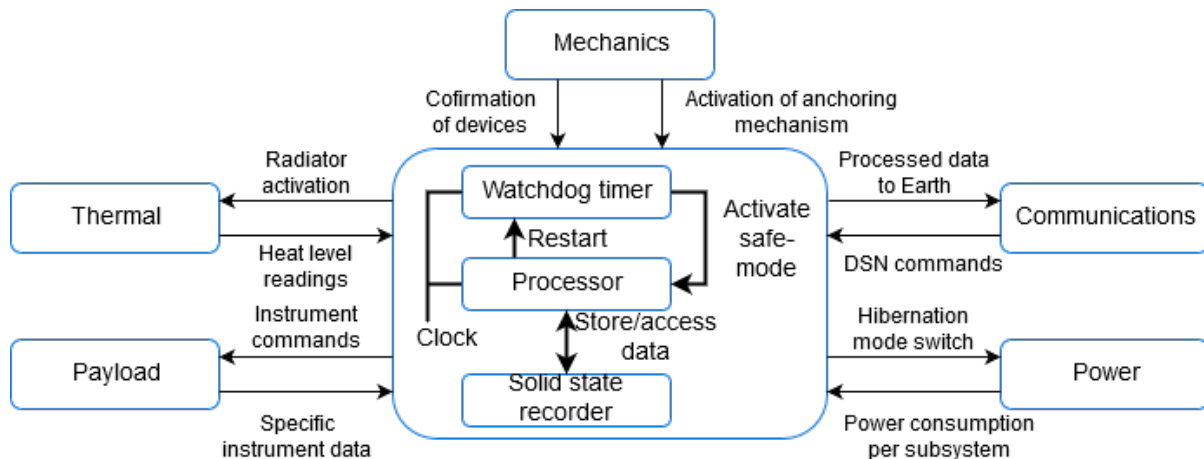 Mechanics
Cofirmation
of devices
Activation of anchoring
mechanism
Radiator
activation
Thermal
Heat level
readings
Instrument
commands
Payload
Specific
instrument data
Watchdog timer
Restart
Processor
Clock
Store/access
data
Solid state
recorder
Activate
safe-
mode
Processed data
to Earth
Communications
DSN commands
Hibernation
mode switch
Power
Power consumption
per subsystem